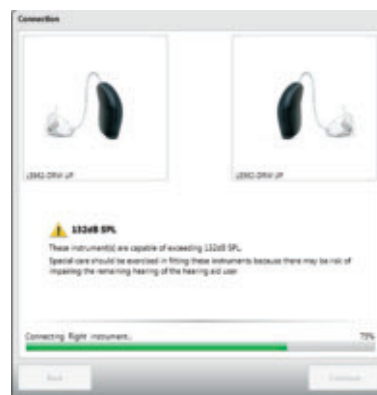 Connection
132dB SPL
These instrument(s) are capable of exceeding 132dB SPL.
Special care should be exercised in fitting these instruments because there may be risk of
impairing the remaining hearing of the hearing aid user.
Connecting Right instrument..
75%
Back
Continue